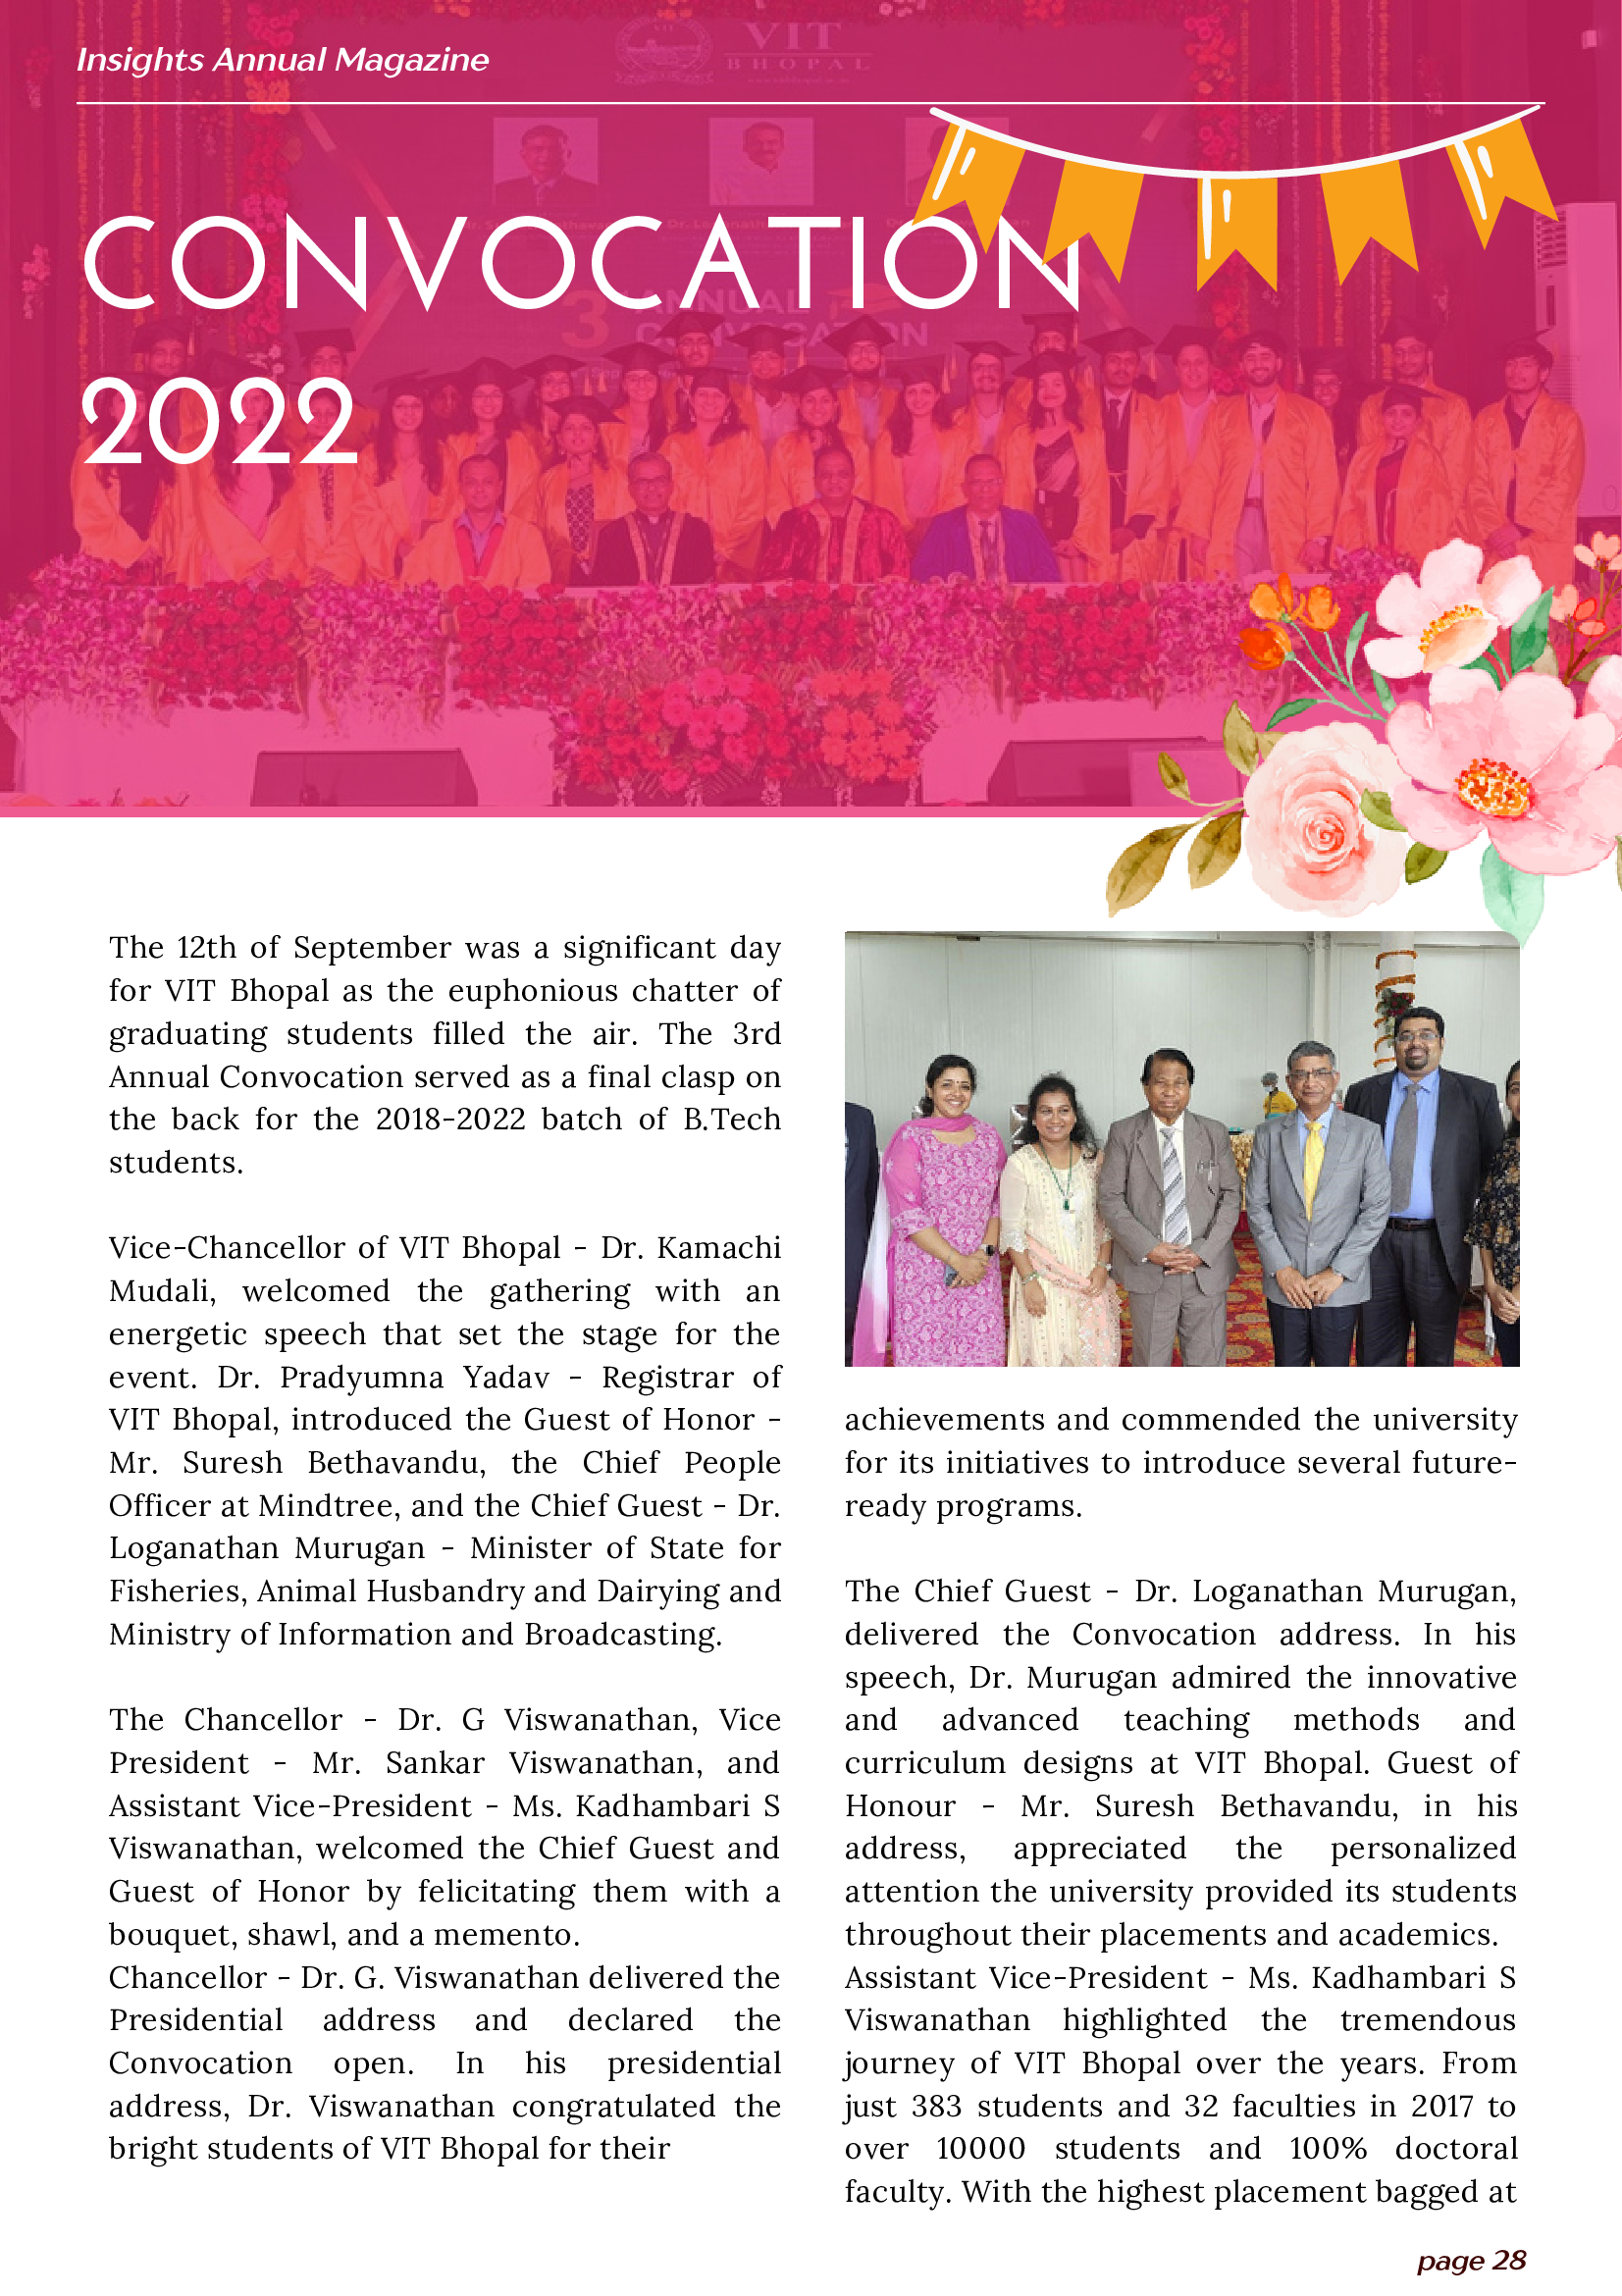 Insights Annual Magazine
VIT
BHOPAL
CONVOCATION
3
ANNUAL
CONVOCATION
2022
The 12th of September was a significant day
for VIT Bhopal as the euphonious chatter of
graduating students filled the air. The 3rd
Annual Convocation served as a final clasp on
the back for the 2018-2022 batch of B.Tech
students.
Vice-Chancellor of VIT Bhopal - Dr. Kamachi
Mudali, welcomed the gathering with an
energetic speech that set the stage for the
event. Dr. Pradyumna Yadav - Registrar of
VIT Bhopal, introduced the Guest of Honor -
Mr. Suresh Bethavandu, the Chief People
Officer at Mindtree, and the Chief Guest - Dr.
Loganathan Murugan - Minister of State for
Fisheries, Animal Husbandry and Dairying and
Ministry of Information and Broadcasting.
The Chancellor - Dr. G Viswanathan, Vice
President - Mr. Sankar Viswanathan, and
Assistant Vice-President - Ms. Kadhambari S
Viswanathan, welcomed the Chief Guest and
Guest of Honor by felicitating them with a
bouquet, shawl, and a memento.
Chancellor - Dr. G. Viswanathan delivered the
Presidential address and declared the
Convocation open. In his presidential
address, Dr. Viswanathan congratulated the
bright students of VIT Bhopal for their
achievements and commended the university
for its initiatives to introduce several future-
ready programs.
The Chief Guest - Dr. Loganathan Murugan,
delivered the Convocation address. In his
speech, Dr. Murugan admired the innovative
and advanced teaching methods and
curriculum designs at VIT Bhopal. Guest of
Honour - Mr. Suresh Bethavandu, in his
address, appreciated the personalized
attention the university provided its students
throughout their placements and academics.
Assistant Vice-President - Ms. Kadhambari S
Viswanathan highlighted the tremendous
journey of VIT Bhopal over the years. From
just 383 students and 32 faculties in 2017 to
over 10000 students and 100% doctoral
faculty. With the highest placement bagged at
page 28